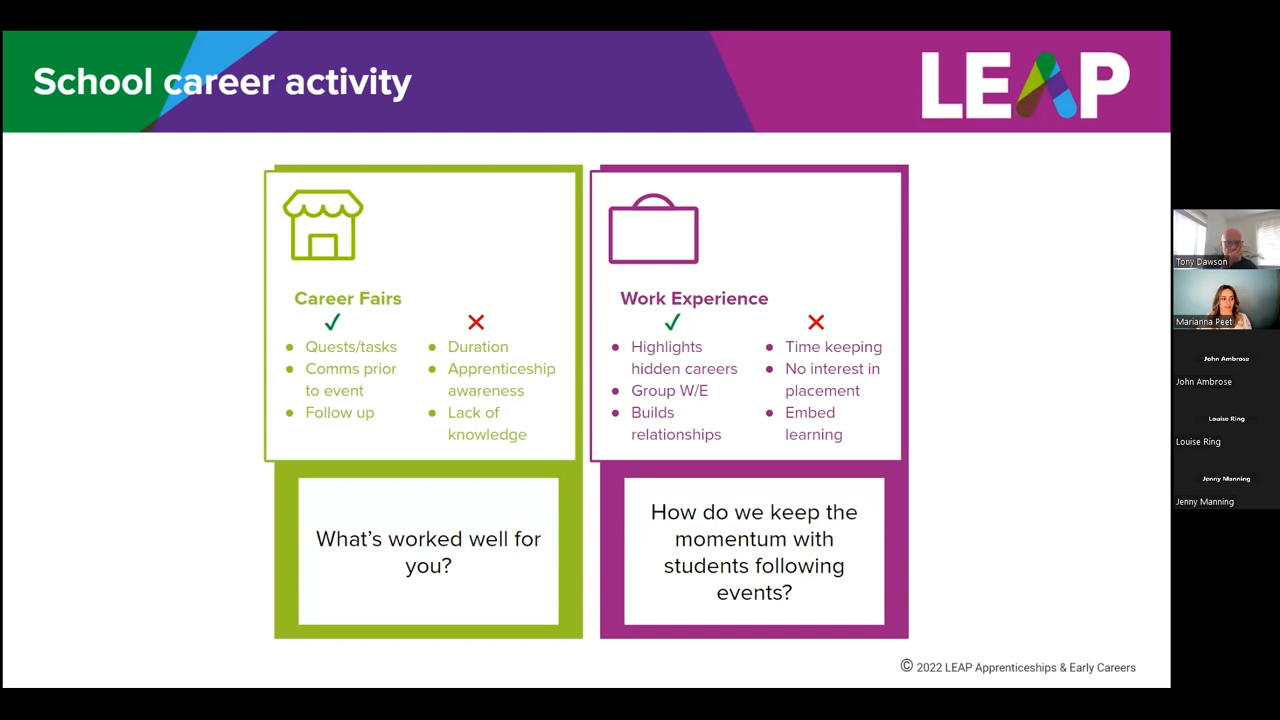 School career activity
LEAP
Career Fairs
✓
✕
Quests/tasks
Comms prior
to event
Follow up
Duration
Apprenticeship
awareness
Lack of
knowledge
What's worked well for
you?
Work Experience
✓
✕
Highlights
hidden careers
Group W/E
Builds
relationships
Time keeping
No interest in
placement
Embed
learning
How do we keep the
momentum with
students following
events?
© 2022 LEAP Apprenticeships & Early Careers
Tony Dawson
Marianna Peet
John Ambrose
John Ambrose
Louise Ring
Louise Ring
Jenny Manning
Jenny Manning